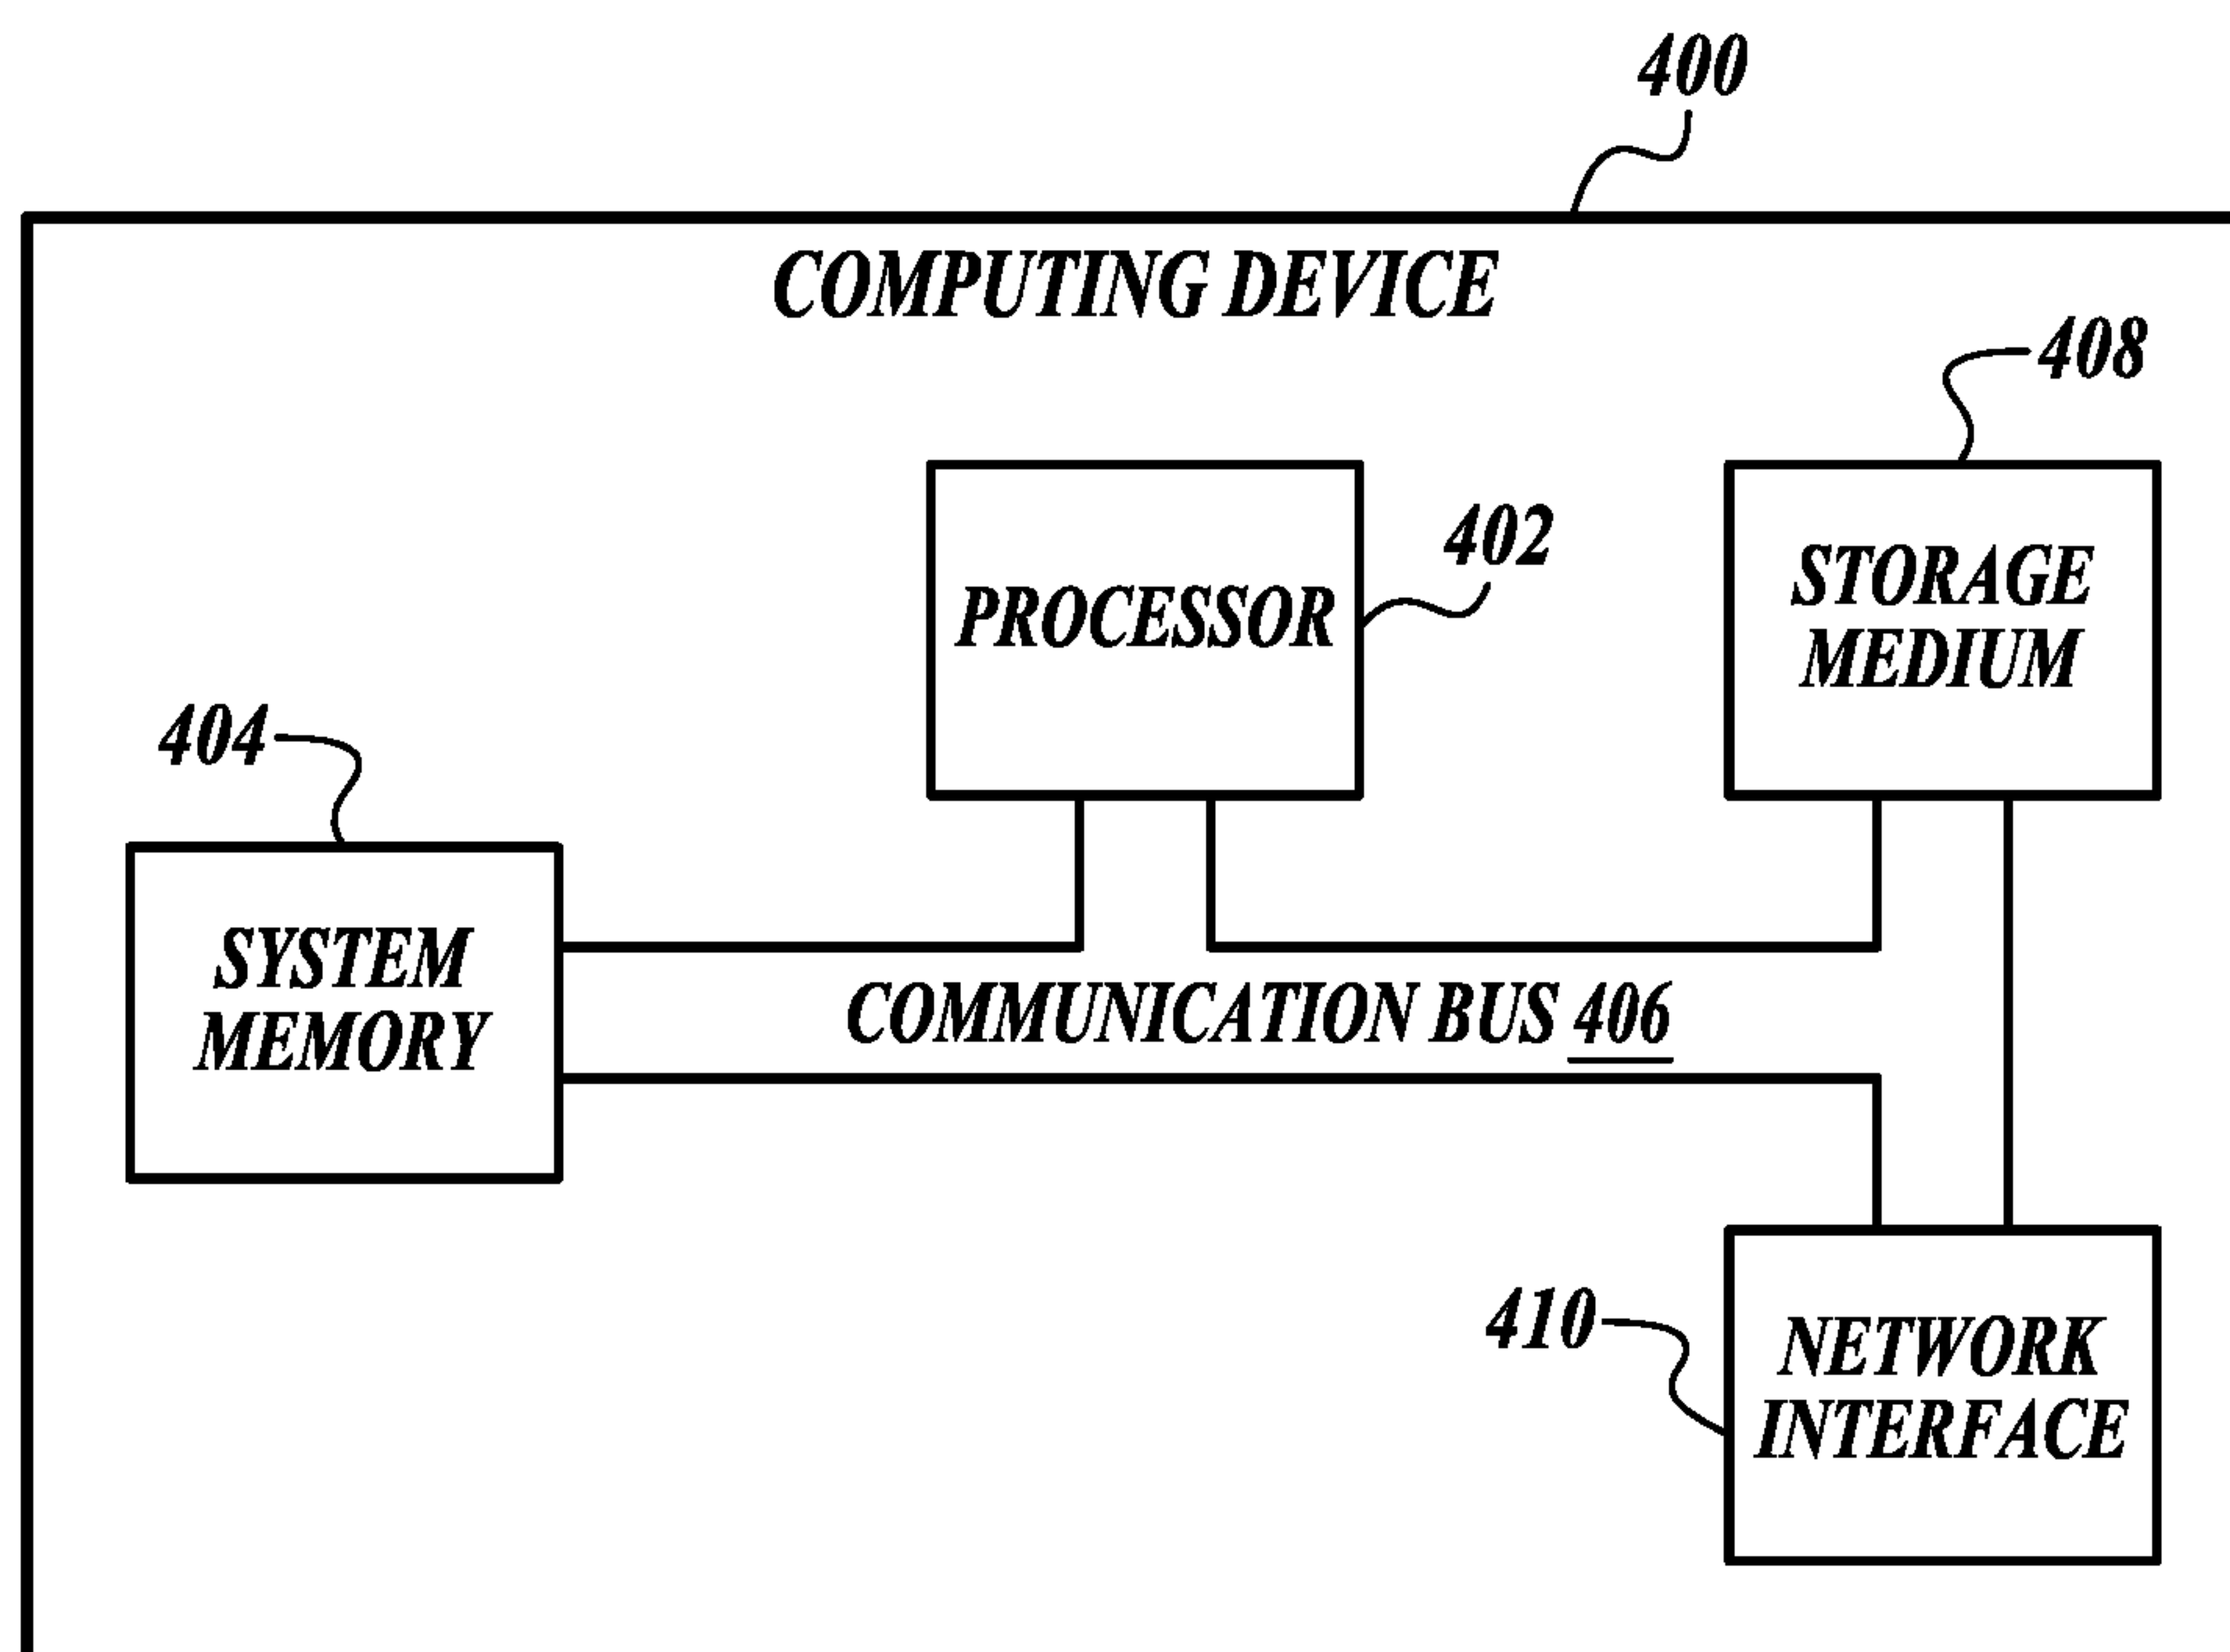 400
COMPUTING DEVICE
408
402
PROCESSOR
STORAGE
MEDIUM
404
SYSTEM
MEMORY
COMMUNICATION BUS 406
410
NETWORK
INTERFACE